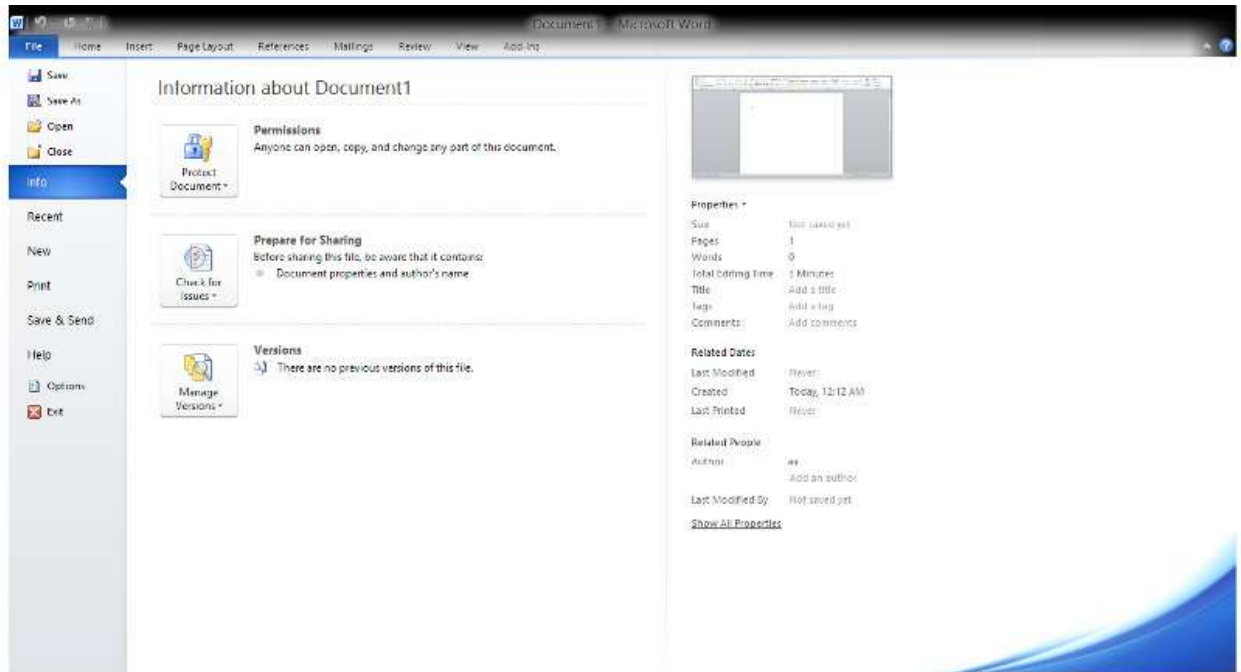 Document1 - Microsoft Word
File Home Insert Page Layout References Mailings Review View Add-Ins
Save
Save As
Open
Close
Info
Recent
New
Print
Save & Send
Help
Options
Exit
Information about Document1
Protect
Document
Permissions
Anyone can open, copy, and change any part of this document.
Check for
Issues
Prepare for Sharing
Before sharing this file, be aware that it contains:
Document properties and author's name
Manage
Versions
Versions
There are no previous versions of this file.
Properties
Size Not saved yet
Pages 1
Words 0
Total Editing Time Minutes
Title Add a title
Tags Add a tag
Comments Add comments
Related Dates
Last Modified Never
Created Today, 12:12 AM
Last Printed Never
Related People
Author
Add an author
Last Modified By Not saved yet
Show All Properties